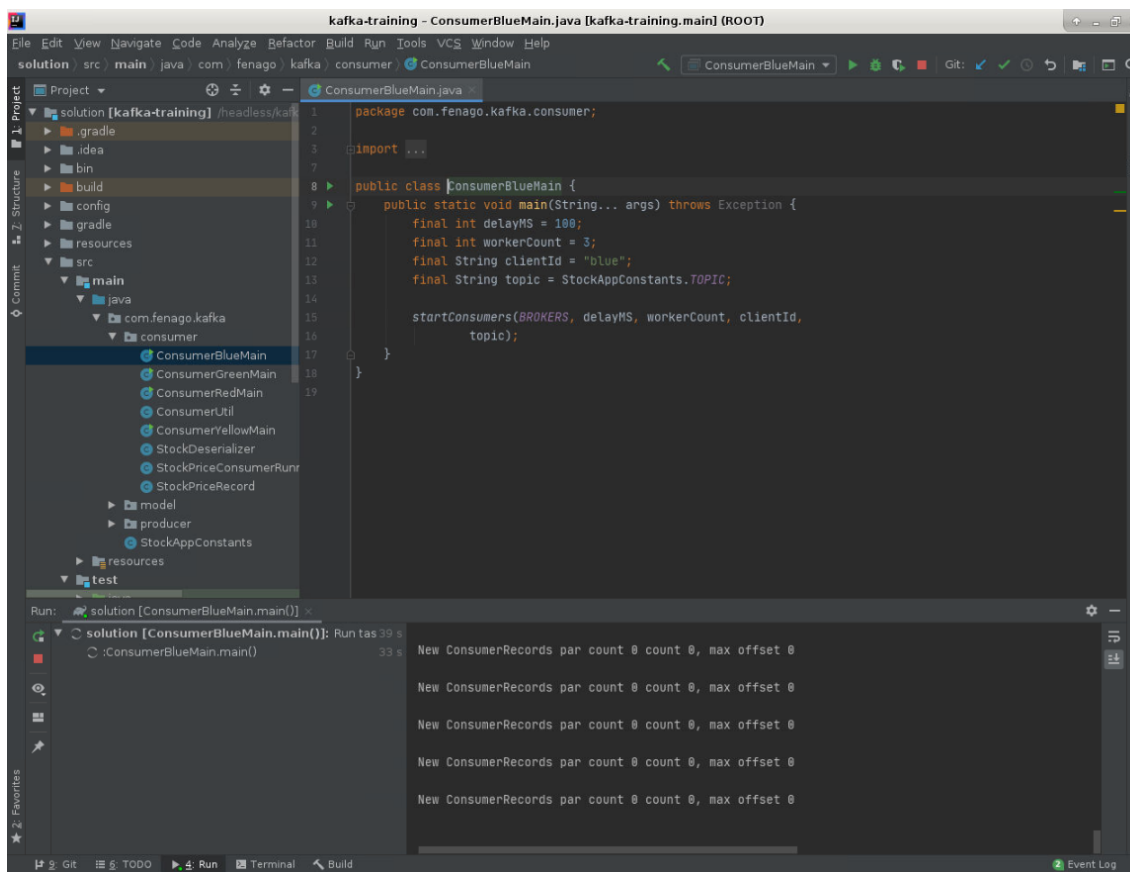 kafka-training – ConsumerBlueMain.java [kafka-training.main] (ROOT)
File Edit View Navigate Code Analyze Refactor Build Run Tools VCS Window Help
solution src main java com fenago kafka consumer ConsumerBlueMain
ConsumerBlueMain
Git:
Project
ConsumerBlueMain.java
1: Project
Z: Structure
Commit
2: Favorites
solution [kafka-training] /headless/kafk
.gradle
.idea
bin
build
config
gradle
resources
src
main
java
com.fenago.kafka
consumer
ConsumerBlueMain
ConsumerGreenMain
ConsumerRedMain
ConsumerUtil
ConsumerYellowMain
StockDeserializer
StockPriceConsumerRunr
StockPriceRecord
model
producer
StockAppConstants
resources
test
1 package com.fenago.kafka.consumer;
2
3 import ...
7
8 public class ConsumerBlueMain {
9 public static void main(String... args) throws Exception {
10 final int delayMS = 100;
11 final int workerCount = 3;
12 final String clientId = "blue";
13 final String topic = StockAppConstants.TOPIC;
14
15 startConsumers(BROKERS, delayMS, workerCount, clientId,
16 topic);
17 }
18 }
19
Run: solution [ConsumerBlueMain.main()]
solution [ConsumerBlueMain.main()]: Run tas 39 s
:ConsumerBlueMain.main() 33 s
New ConsumerRecords par count 0 count 0, max offset 0
New ConsumerRecords par count 0 count 0, max offset 0
New ConsumerRecords par count 0 count 0, max offset 0
New ConsumerRecords par count 0 count 0, max offset 0
New ConsumerRecords par count 0 count 0, max offset 0
9: Git 6: TODO 4: Run Terminal Build
2 Event Log